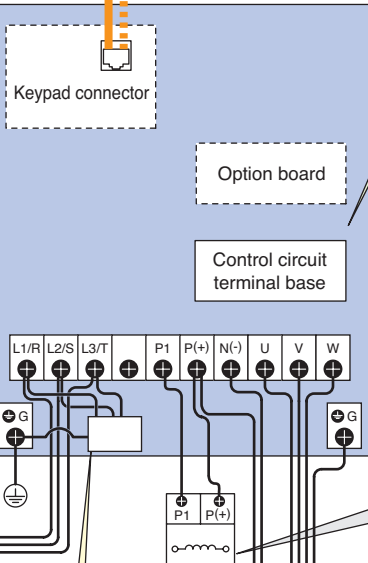 Keypad connector
Option board
Control circuit
terminal base
L1/R L2/S L3/T P1 P(+) N(-) U V W
G G
P1 P(+)